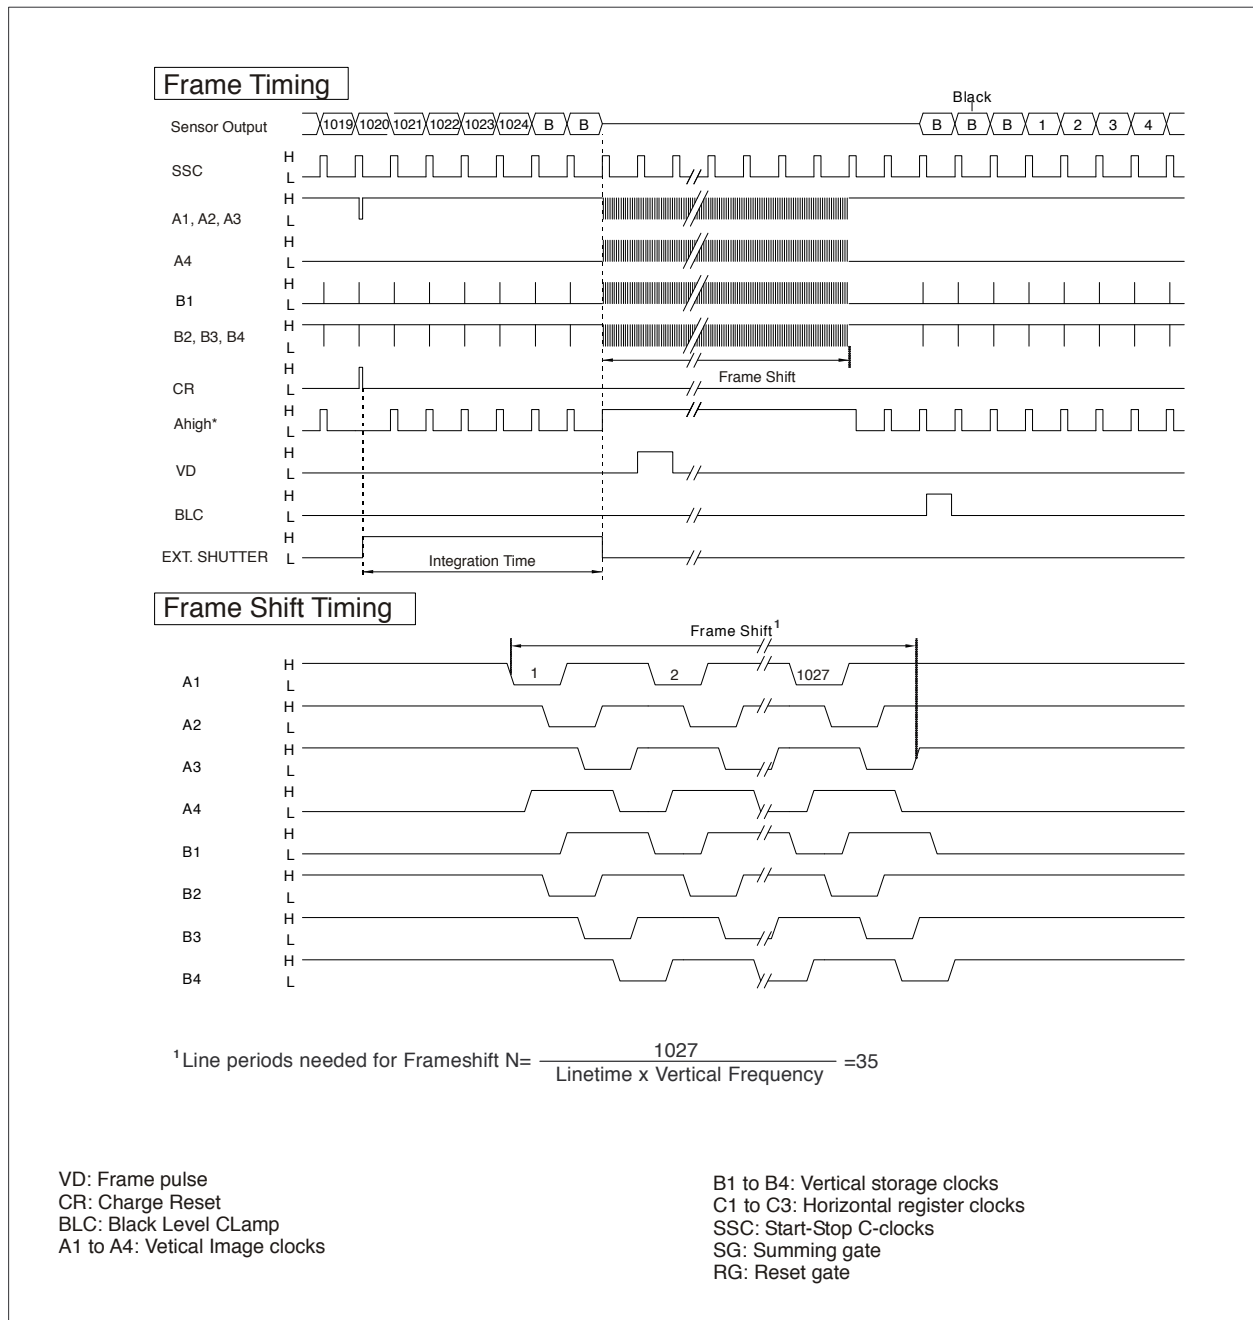 Frame Timing
Black
Sensor Output 1019 1020 1021 1022 1023 1024 B B B B B 1 2 3 4
SSC H L
A1, A2, A3 H L
A4 H L
B1 H L
B2, B3, B4 H L
Frame Shift
CR H L
Ahigh* H L
VD H L
BLC H L
EXT. SHUTTER H L
Integration Time
Frame Shift Timing
Frame Shift1
A1 H L 1 2 1027
A2 H L
A3 H L
A4 H L
B1 H L
B2 H L
B3 H L
B4 H L
1027
1 Line periods needed for Frameshift N= =35
Linetime x Vertical Frequency
VD: Frame pulse
CR: Charge Reset
BLC: Black Level CLamp
A1 to A4: Vetical Image clocks
B1 to B4: Vertical storage clocks
C1 to C3: Horizontal register clocks
SSC: Start-Stop C-clocks
SG: Summing gate
RG: Reset gate